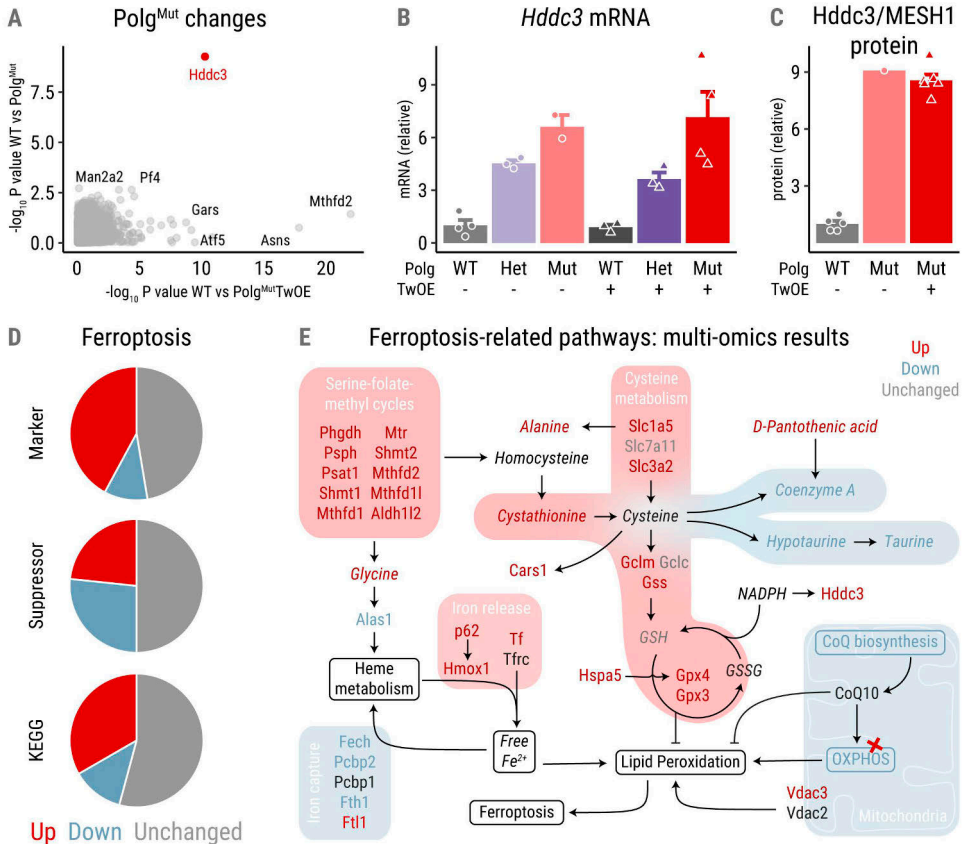 A
Polg^Mut changes
Hddc3
Man2a2
Pf4
Gars
Mthfd2
Atf5
Asns
7.5
5.0
2.5
0.0
0
5
10
15
20
-log10 P value WT vs Polg^Mut
-log10 P value WT vs Polg^MutTwOE
B
Hddc3 mRNA
mRNA (relative)
9
6
3
0
Polg WT Het Mut WT Het Mut
TwOE - - - + + +
C
Hddc3/MESH1
protein
protein (relative)
9
6
3
0
Polg WT Mut Mut
TwOE - - +
D
Ferroptosis
Marker
Suppressor
KEGG
Up Down Unchanged
E
Ferroptosis-related pathways: multi-omics results
Up
Down
Unchanged
Serine-folate-
methyl cycles
Phgdh Mtr
Psph Shmt2
Psat1 Mthfd2
Shmt1 Mthfd1l
Mthfd1 Aldh1l2
Cysteine
metabolism
Slc1a5
Slc7a11
Slc3a2
Alanine
Homocysteine
Cystathionine
Cysteine
D-Pantothenic acid
Coenzyme A
Hypotaurine
Taurine
Cars1
Gclm Gclc
Gss
Glycine
Alas1
Heme
metabolism
Iron release
p62
Hmox1
Tf
Tfrc
GSH
GSSG
NADPH
Hddc3
Hspa5
Gpx4
Gpx3
CoQ biosynthesis
CoQ10
OXPHOS
Mitochondria
Iron capture
Fech
Pcbp2
Pcbp1
Fth1
Ftl1
Free
Fe2+
Lipid Peroxidation
Ferroptosis
Vdac3
Vdac2